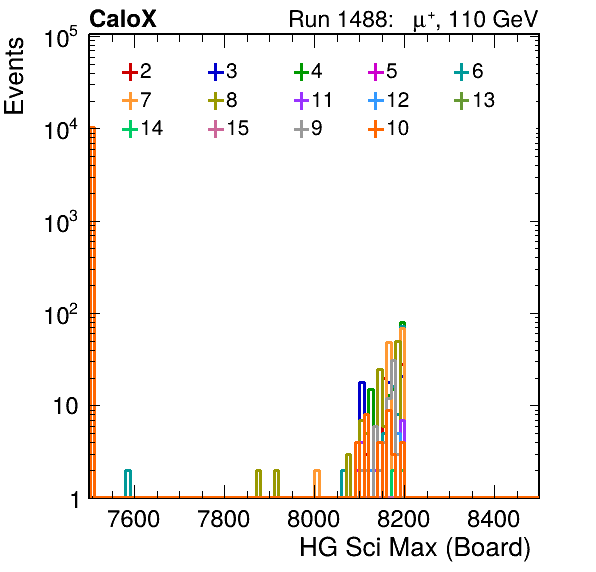 CaloX Run 1488: μ⁺, 110 GeV
Events
10⁵
10⁴
10³
10²
10
1
2 3 4 5 6
7 8 11 12 13
14 15 9 10
7600 7800 8000 8200 8400
HG Sci Max (Board)